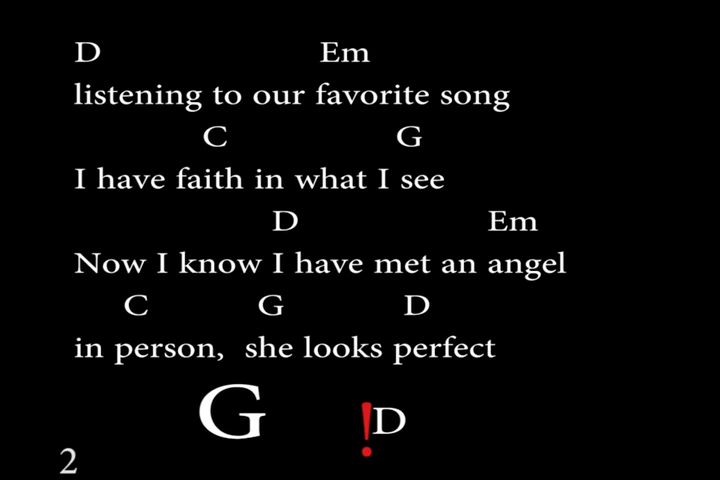 D Em
listening to our favorite song
C G
I have faith in what I see
D Em
Now I know I have met an angel
C G D
in person, she looks perfect
G !D
2